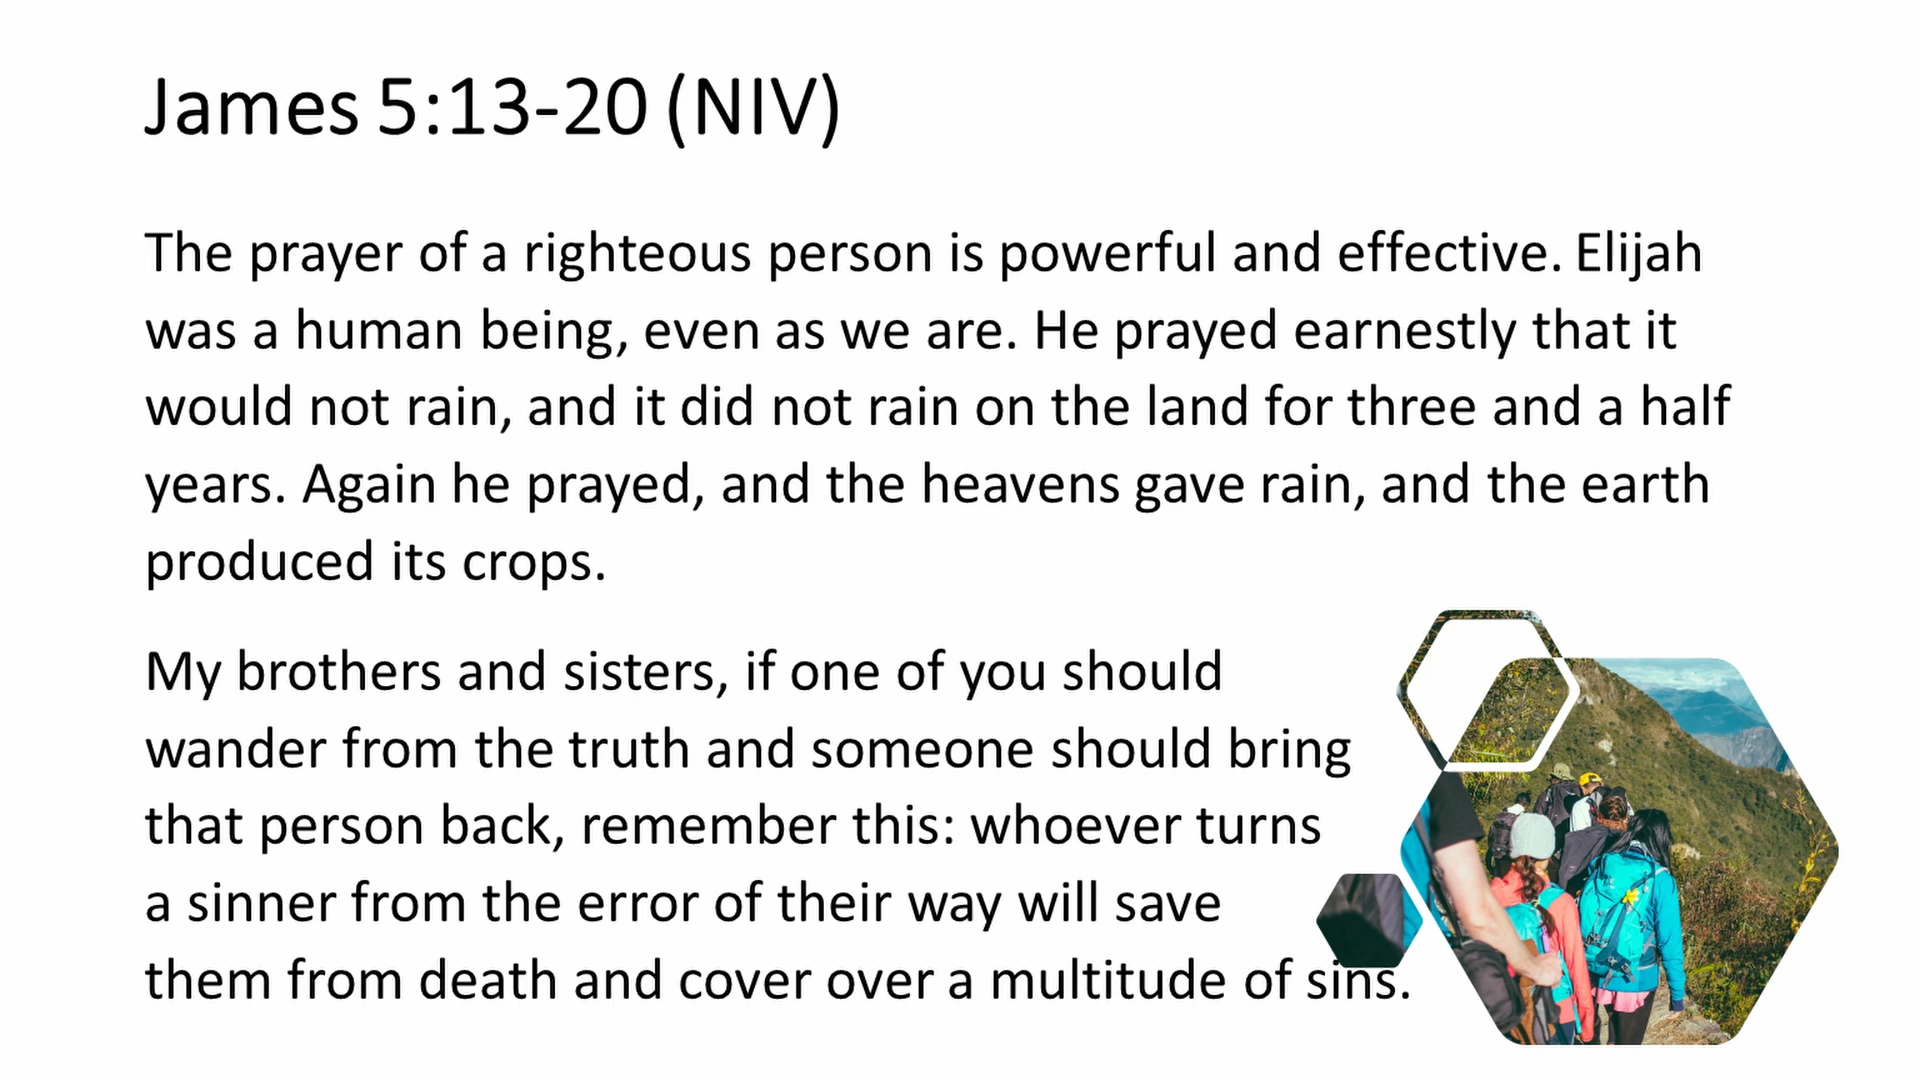 James 5:13-20 (NIV)
The prayer of a righteous person is powerful and effective. Elijah
was a human being, even as we are. He prayed earnestly that it
would not rain, and it did not rain on the land for three and a half
years. Again he prayed, and the heavens gave rain, and the earth
produced its crops.
My brothers and sisters, if one of you should
wander from the truth and someone should bring
that person back, remember this: whoever turns
a sinner from the error of their way will save
them from death and cover over a multitude of sins.